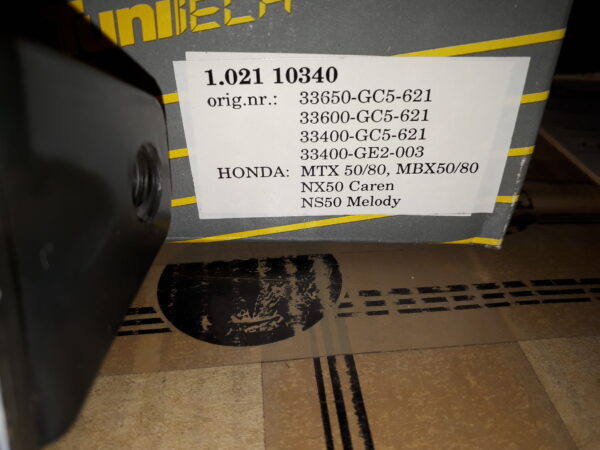 1.021 10340
orig.nr.: 33650-GC5-621
33600-GC5-621
33400-GC5-621
33400-GE2-003
HONDA: MTX 50/80, MBX50/80
NX50 Caren
NS50 Melody